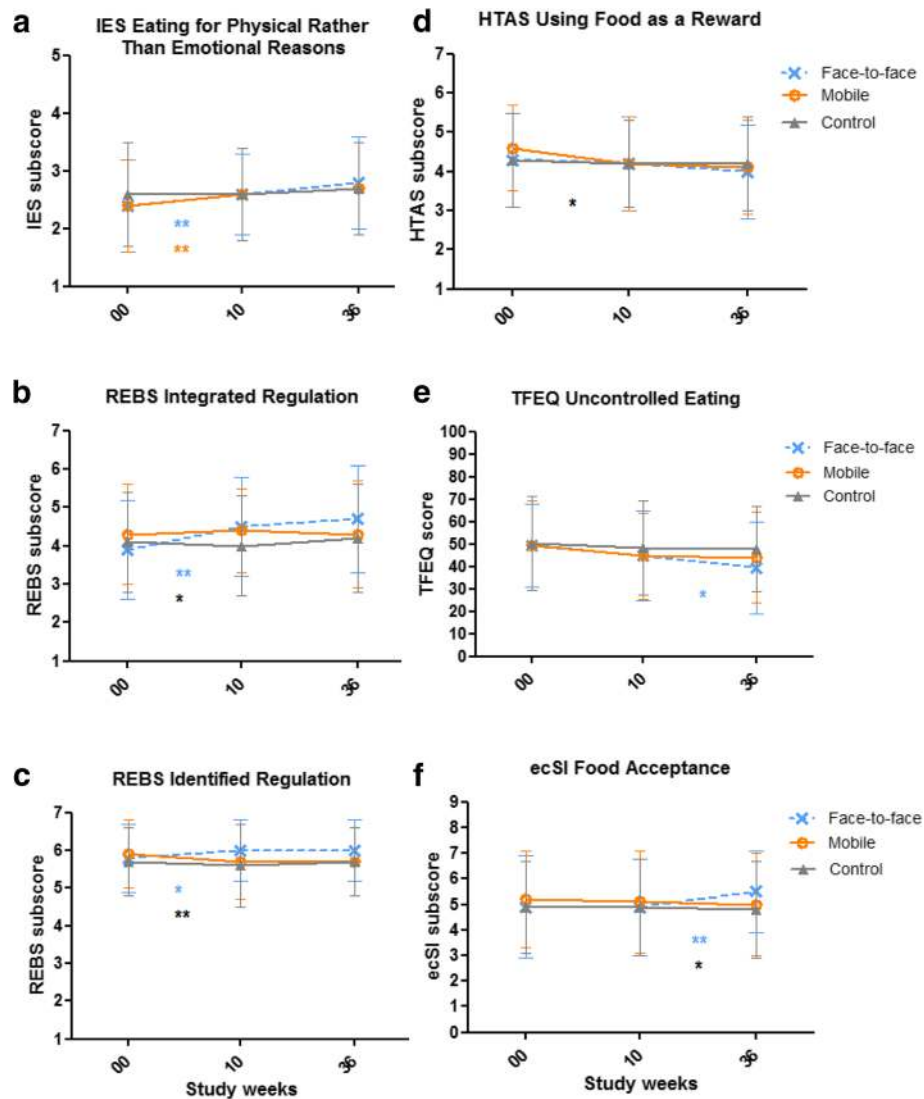 a
IES Eating for Physical Rather
Than Emotional Reasons
IES subscore
5
4
3
2
1
**
**
00
10
36
b
REBS Integrated Regulation
REBS subscore
7
6
5
4
3
2
1
**
*
00
10
36
c
REBS Identified Regulation
REBS subscore
7
6
5
4
3
2
1
*
**
00
10
36
Study weeks
d
HTAS Using Food as a Reward
HTAS subscore
7
6
5
4
3
2
1
*
00
10
36
Face-to-face
Mobile
Control
e
TFEQ Uncontrolled Eating
TFEQ score
100
90
80
70
60
50
40
30
20
10
0
*
00
10
36
Face-to-face
Mobile
Control
f
ecSI Food Acceptance
ecSI subscore
9
8
7
6
5
4
3
2
1
0
**
*
00
10
36
Study weeks
Face-to-face
Mobile
Control